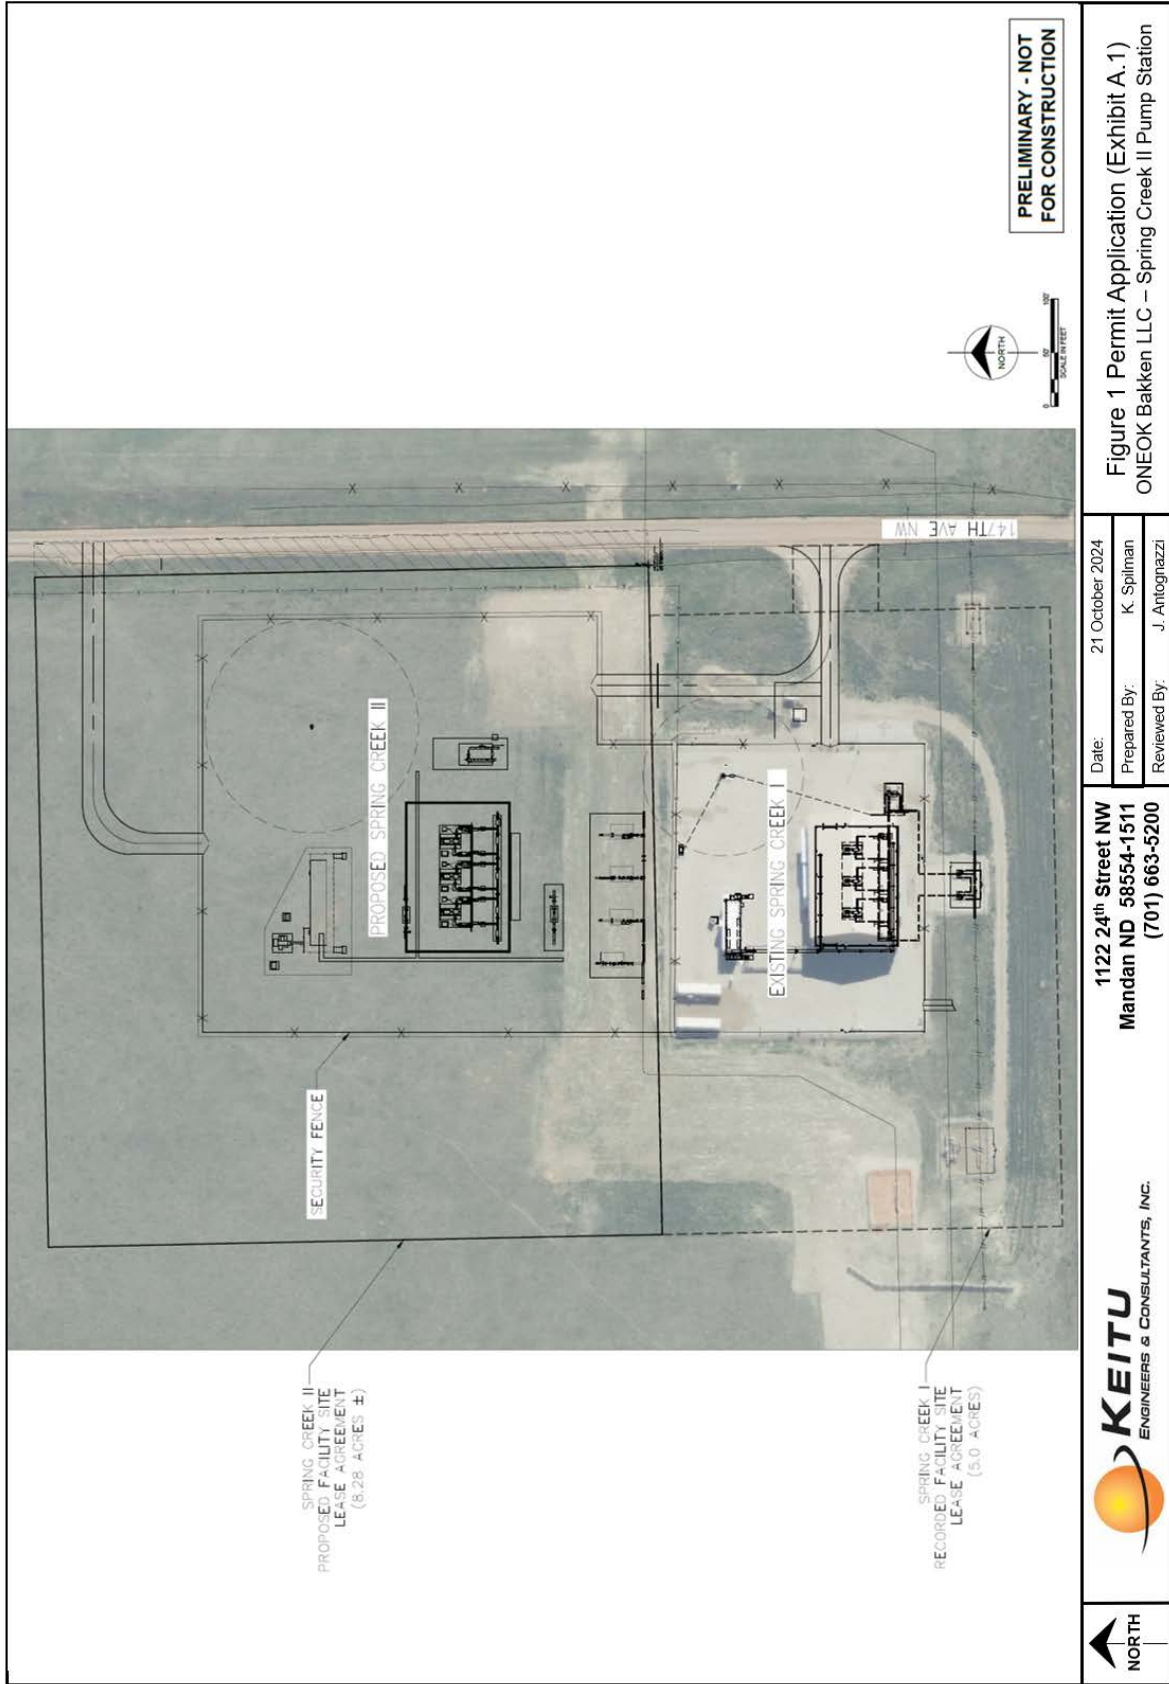 SPRING CREEK II
PROPOSED FACILITY SITE
LEASE AGREEMENT
(8.28 ACRES ±)
SECURITY FENCE
PROPOSED SPRING CREEK II
EXISTING SPRING CREEK I
147TH AVE NW
SPRING CREEK I
RECORDED FACILITY SITE
LEASE AGREEMENT
(5.0 ACRES)
NORTH
0 50' 100'
SCALE IN FEET
PRELIMINARY - NOT
FOR CONSTRUCTION
NORTH
KEITU
ENGINEERS & CONSULTANTS, INC.
1122 24th Street NW
Mandan ND 58554-1511
(701) 663-5200
Date: 21 October 2024
Prepared By: K. Spilman
Reviewed By: J. Antognazzi
Figure 1 Permit Application (Exhibit A.1)
ONEOK Bakken LLC – Spring Creek II Pump Station